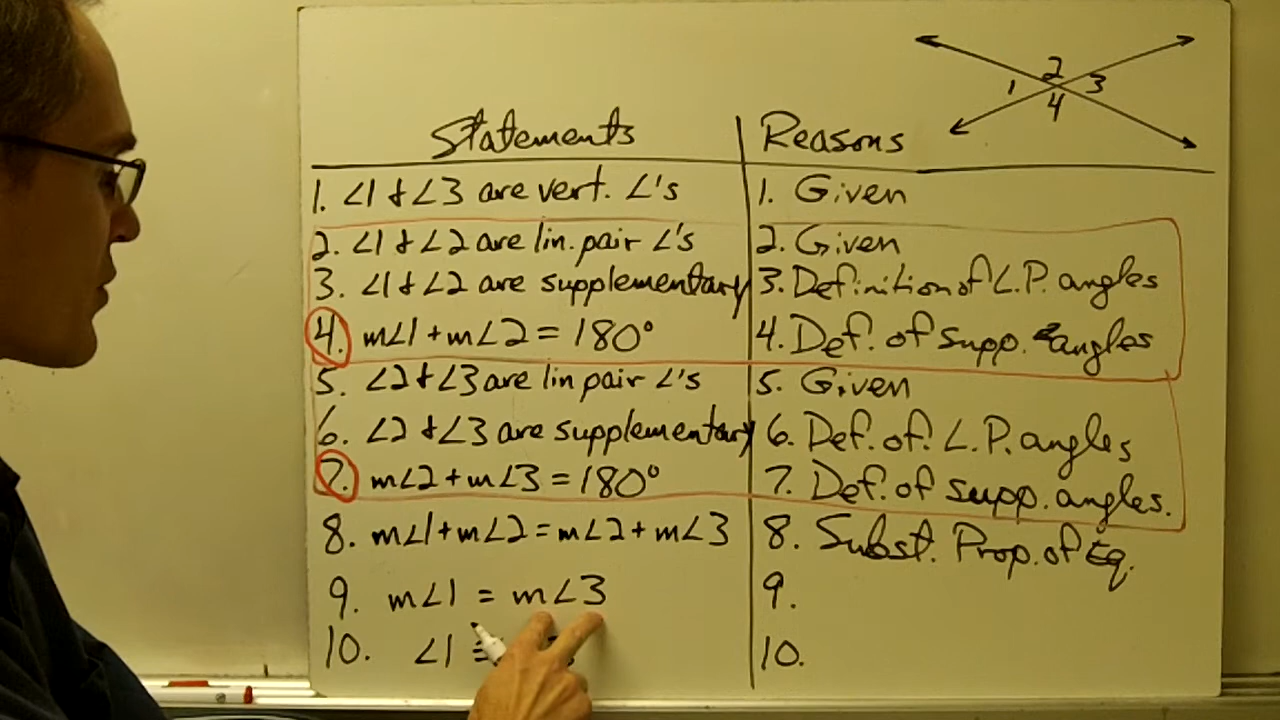 2
1 3
4
Statements Reasons
1. ∠1 & ∠3 are vert. ∠'s 1. Given
2. ∠1 & ∠2 are lin. pair ∠'s 2. Given
3. ∠1 & ∠2 are supplementary 3. Definition of L.P. angles
4. m∠1 + m∠2 = 180° 4. Def. of supp. angles
5. ∠2 & ∠3 are lin pair ∠'s 5. Given
6. ∠2 & ∠3 are supplementary 6. Def. of. L.P. angles
7. m∠2 + m∠3 = 180° 7. Def. of supp. angles.
8. m∠1 + m∠2 = m∠2 + m∠3 8. Subst. Prop. of Eq.
9. m∠1 = m∠3 9.
10. ∠1 10.